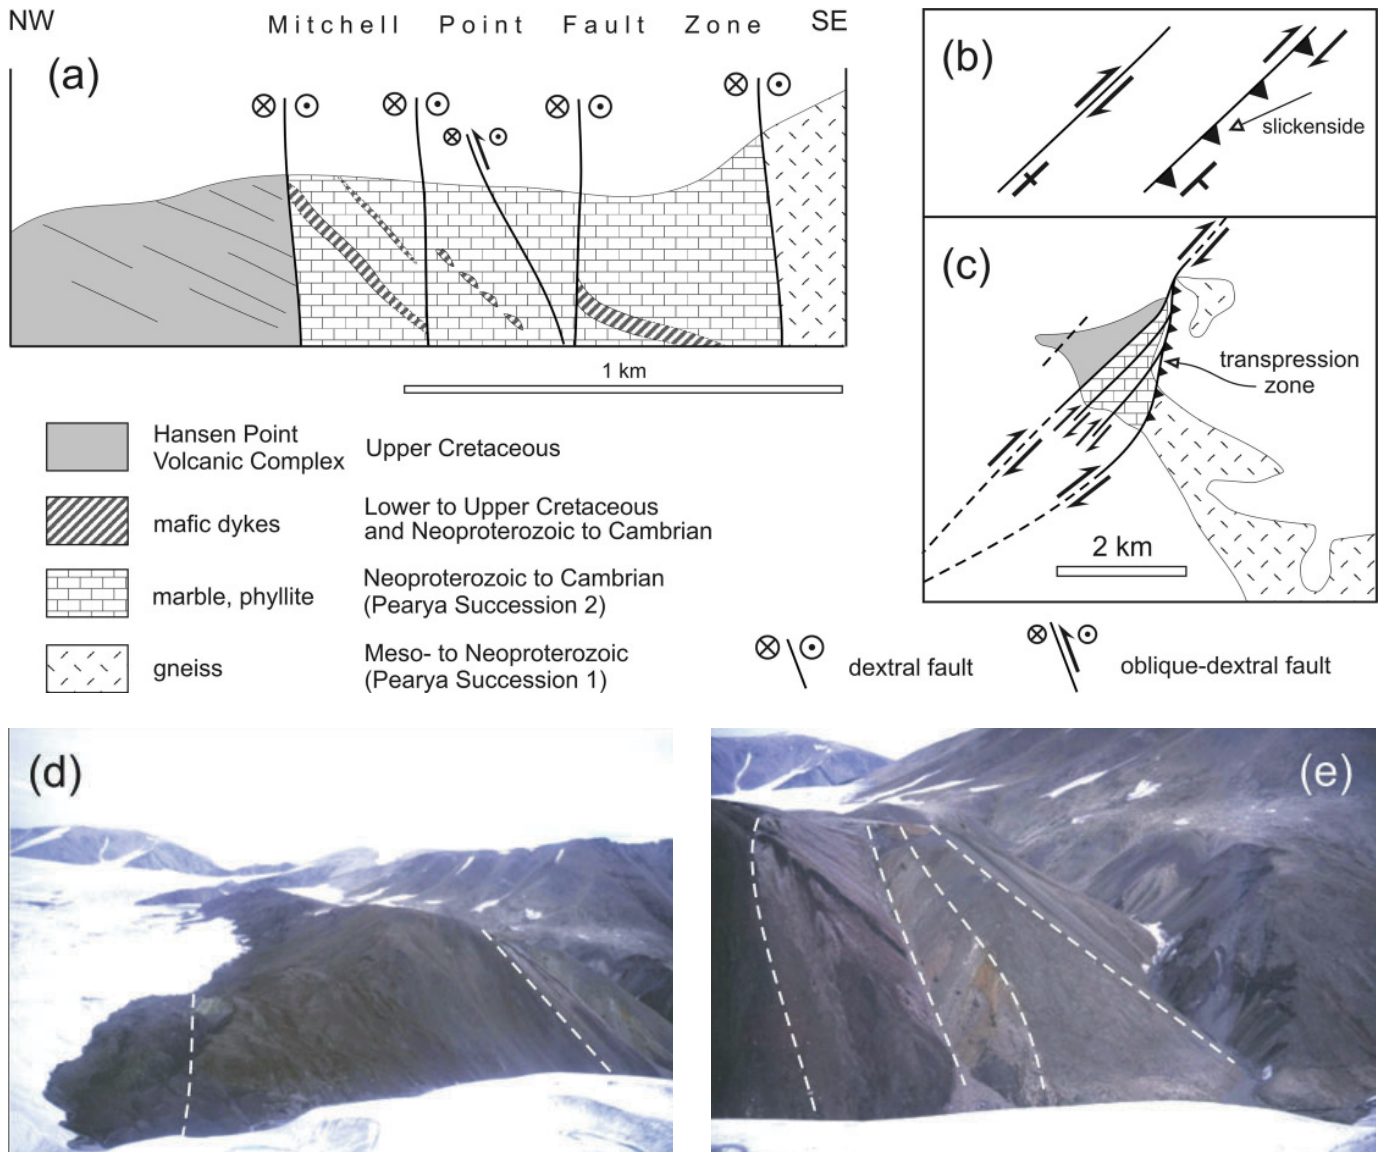 NW
Mitchell Point Fault Zone
SE
(a)
1 km
Hansen Point
Volcanic Complex
Upper Cretaceous
mafic dykes
Lower to Upper Cretaceous
and Neoproterozoic to Cambrian
marble, phyllite
Neoproterozoic to Cambrian
(Pearya Succession 2)
gneiss
Meso- to Neoproterozoic
(Pearya Succession 1)
(b)
slickenside
(c)
transpression
zone
2 km
dextral fault
oblique-dextral fault
(d)
(e)